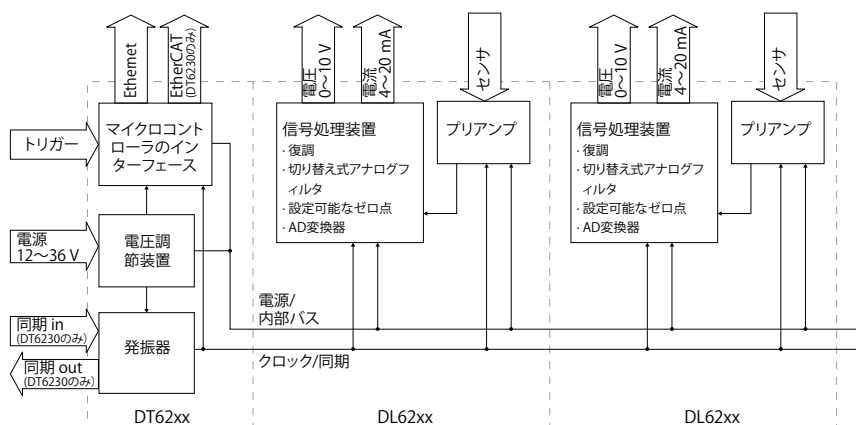 Ethernet
EtherCAT
(DT6230のみ)
電圧
0〜10 V
電流
4〜20 mA
センサ
電圧
0〜10 V
電流
4〜20 mA
センサ
トリガー
マイクロコント
ローラのイン
ターフェース
信号処理装置
· 復調
· 切り替え式アナログフ
ィルタ
· 設定可能なゼロ点
· AD変換器
プリアンプ
信号処理装置
· 復調
· 切り替え式アナログフ
ィルタ
· 設定可能なゼロ点
· AD変換器
プリアンプ
電源
12〜36 V
電圧調
節装置
電源/
内部バス
同期 in
(DT6230のみ)
発振器
クロック/同期
同期 out
(DT6230のみ)
DT62xx
DL62xx
DL62xx